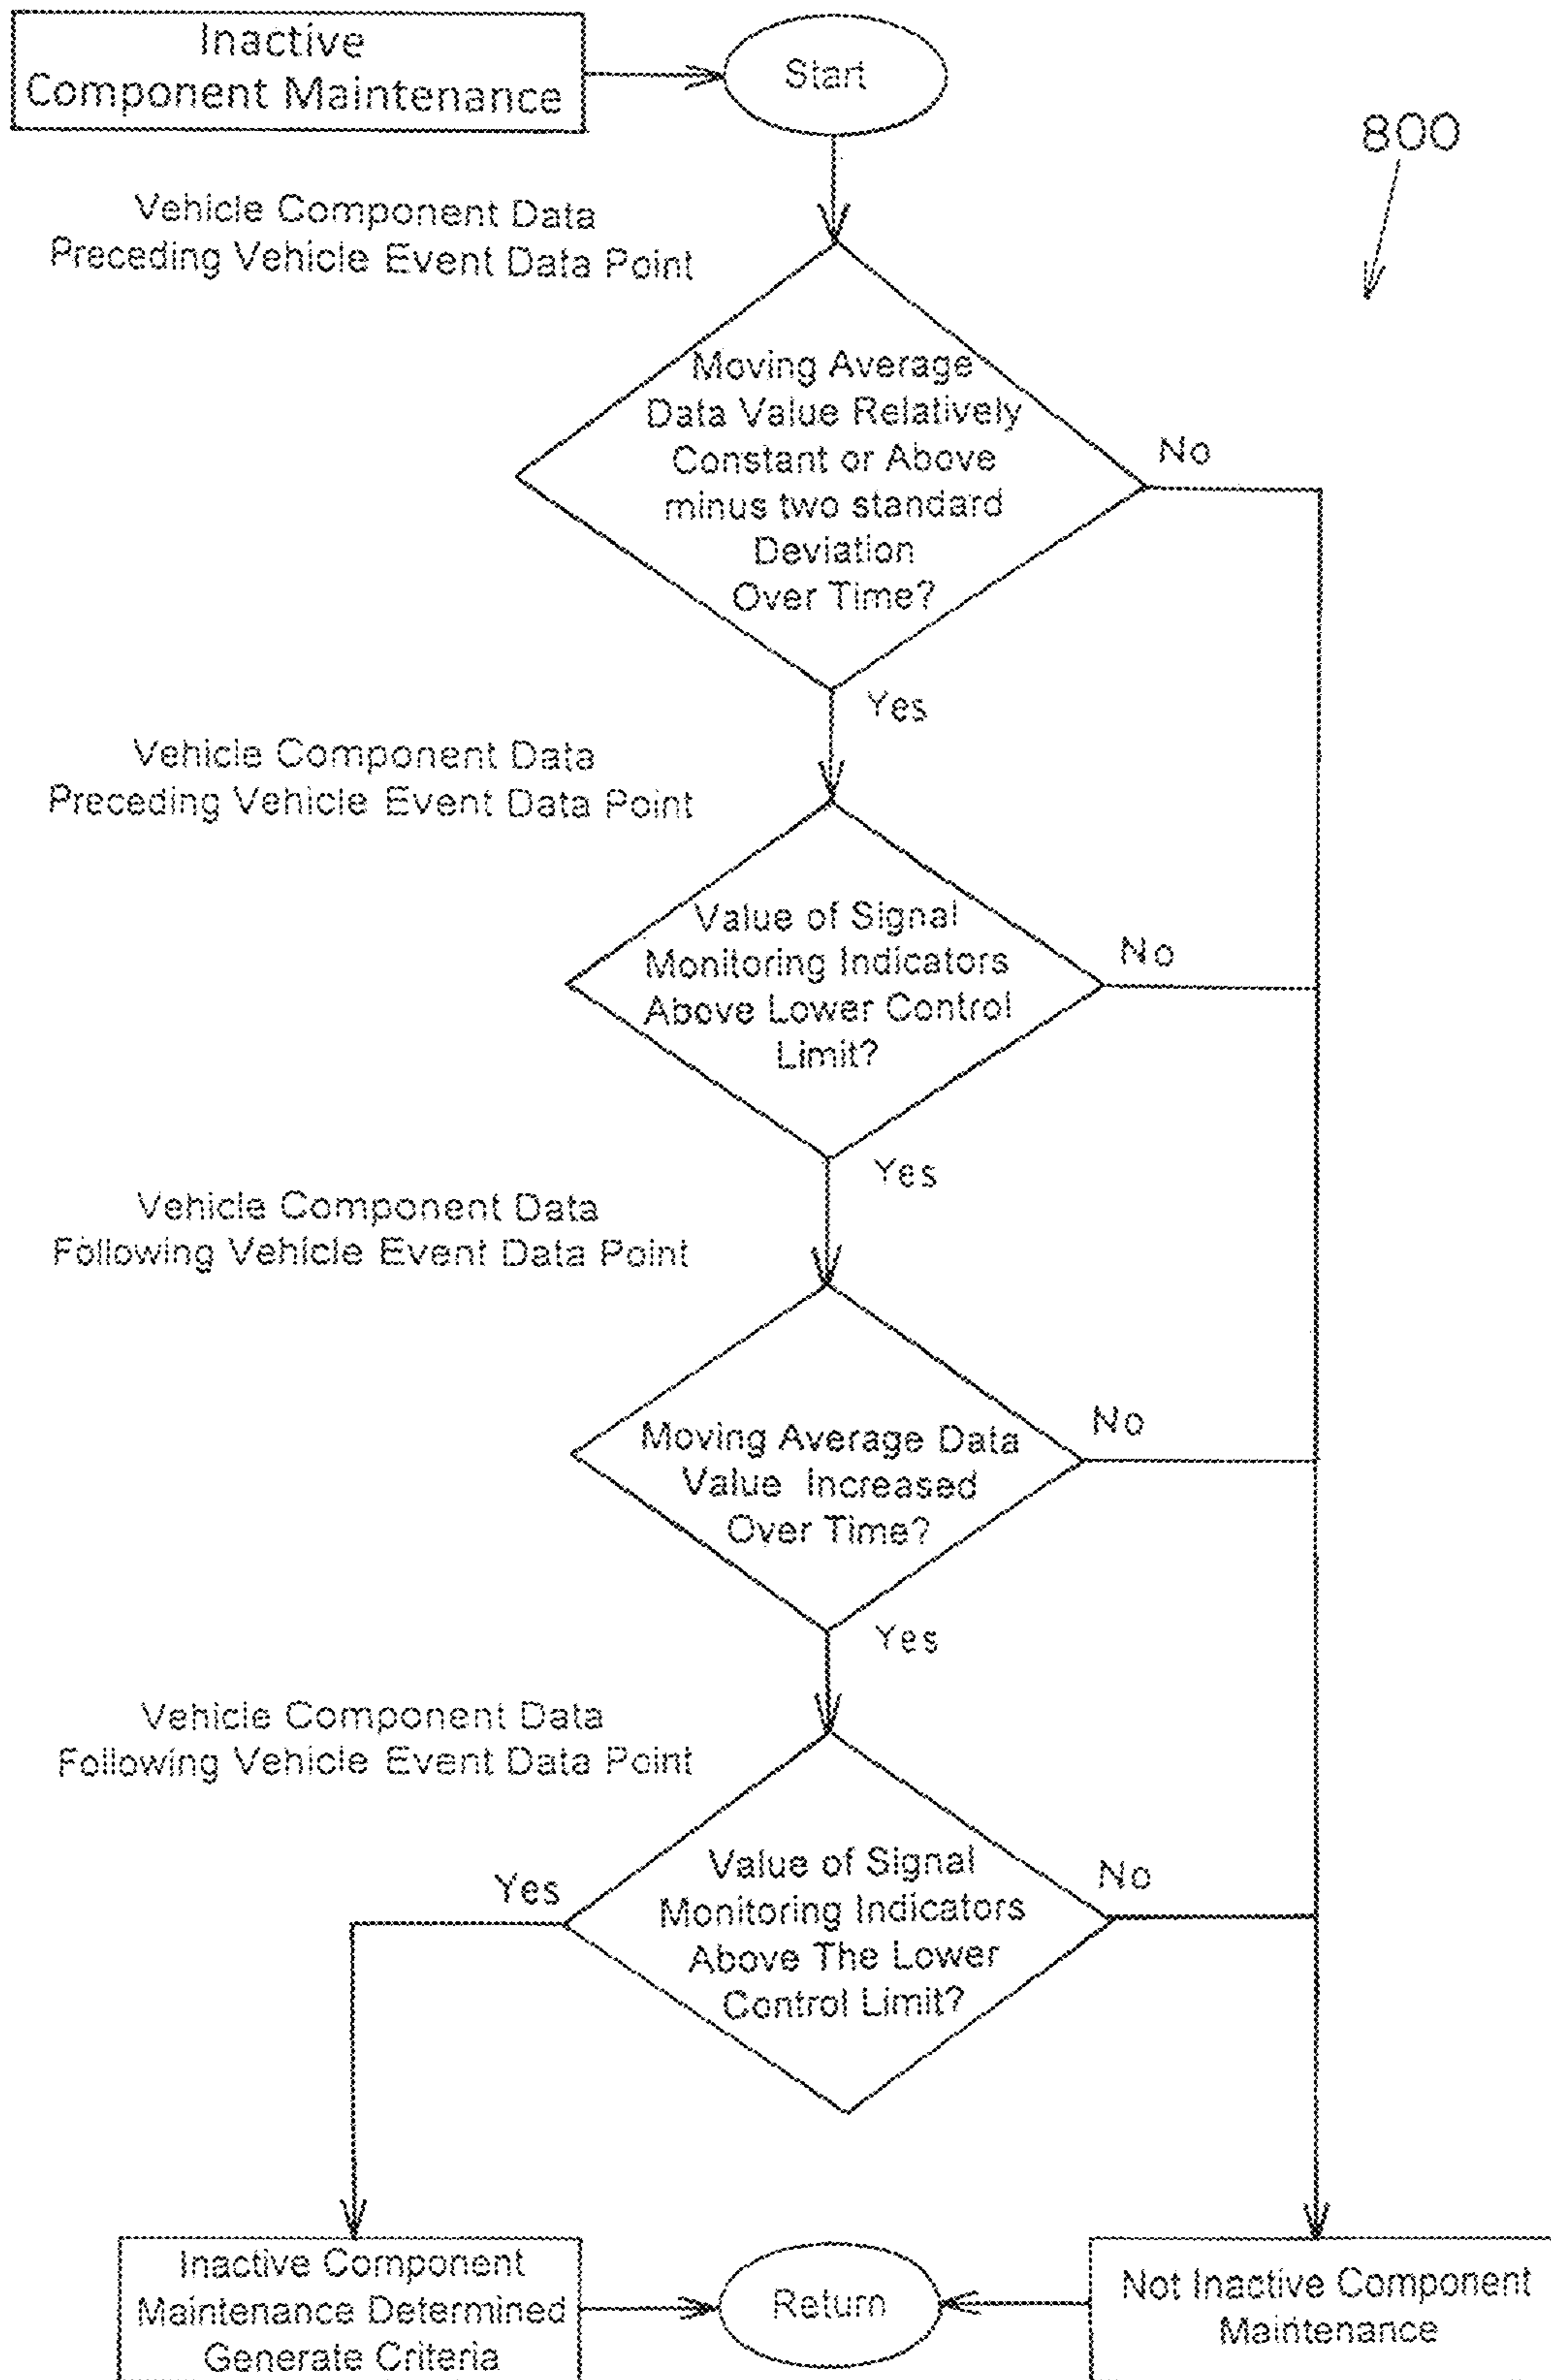 Inactive
Component Maintenance
Start
800
Vehicle Component Data
Preceding Vehicle Event Data Point
Moving Average
Data Value Relatively
Constant or Above
minus two standard
Deviation
Over Time?
No
Yes
Vehicle Component Data
Preceding Vehicle Event Data Point
Value of Signal
Monitoring Indicators
Above Lower Control
Limit?
No
Yes
Vehicle Component Data
Following Vehicle Event Data Point
Moving Average Data
Value Increased
Over Time?
No
Yes
Vehicle Component Data
Following Vehicle Event Data Point
Value of Signal
Monitoring Indicators
Above The Lower
Control Limit?
Yes
No
Inactive Component
Maintenance Determined
Generate Criteria
Return
Not Inactive Component
Maintenance